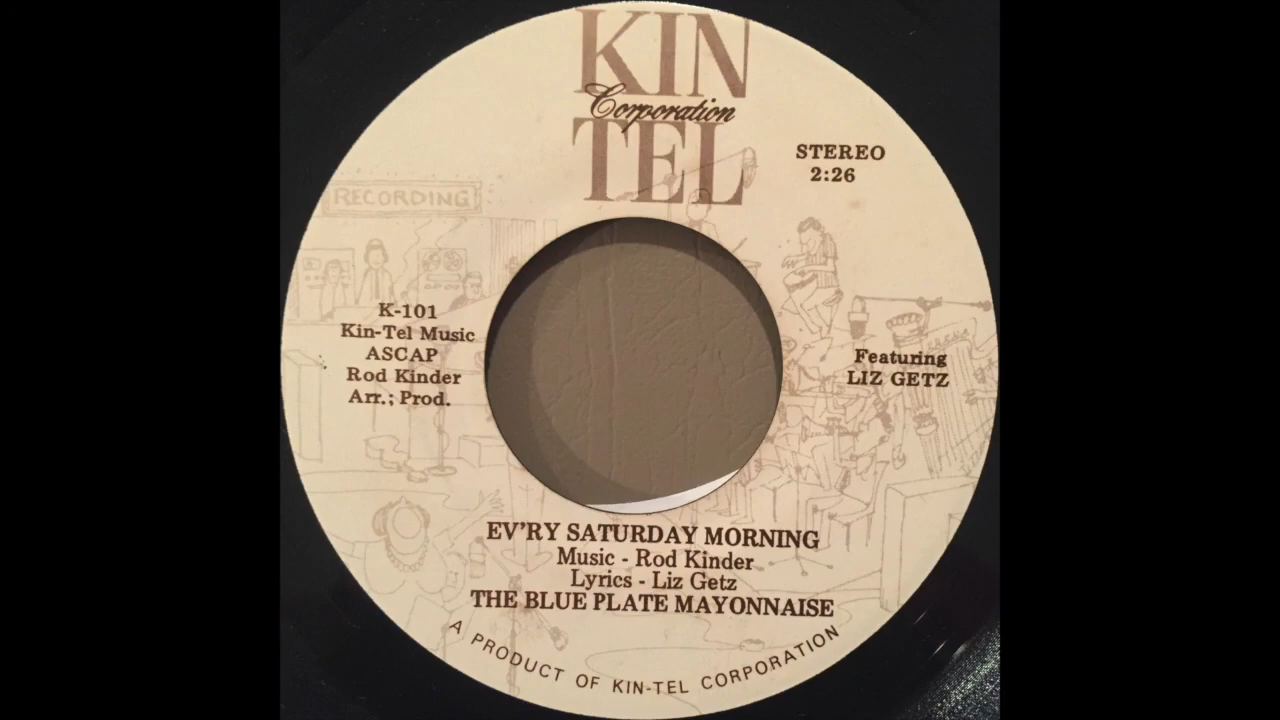 KIN
Corporation
TEL
STEREO
2:26
RECORDING
K-101
Kin-Tel Music
ASCAP
Rod Kinder
Arr.; Prod.
Featuring
LIZ GETZ
EV'RY SATURDAY MORNING
Music - Rod Kinder
Lyrics - Liz Getz
THE BLUE PLATE MAYONNAISE
A PRODUCT OF KIN-TEL CORPORATION